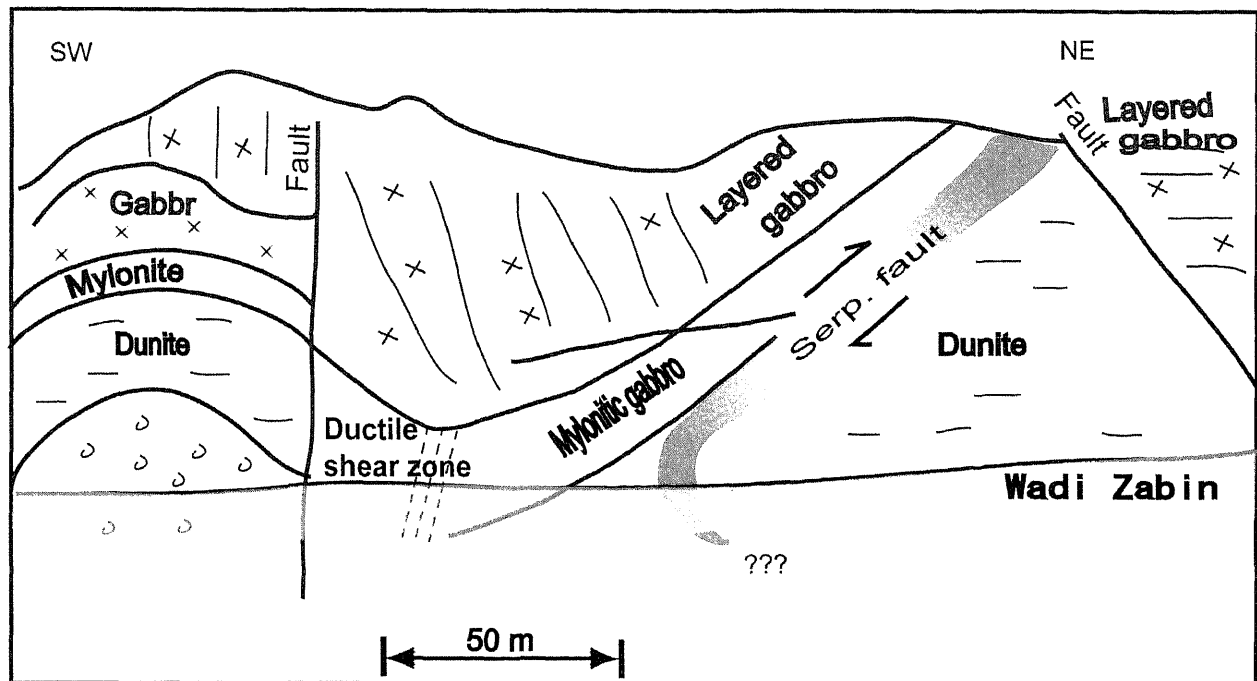 SW
NE
Fault
Layered
gabbro
Fault
Gabbr
Layered
gabbro
Mylonite
Serp. fault
Dunite
Dunite
Mylonitic gabbro
Ductile
shear zone
Wadi Zabin
???
50 m